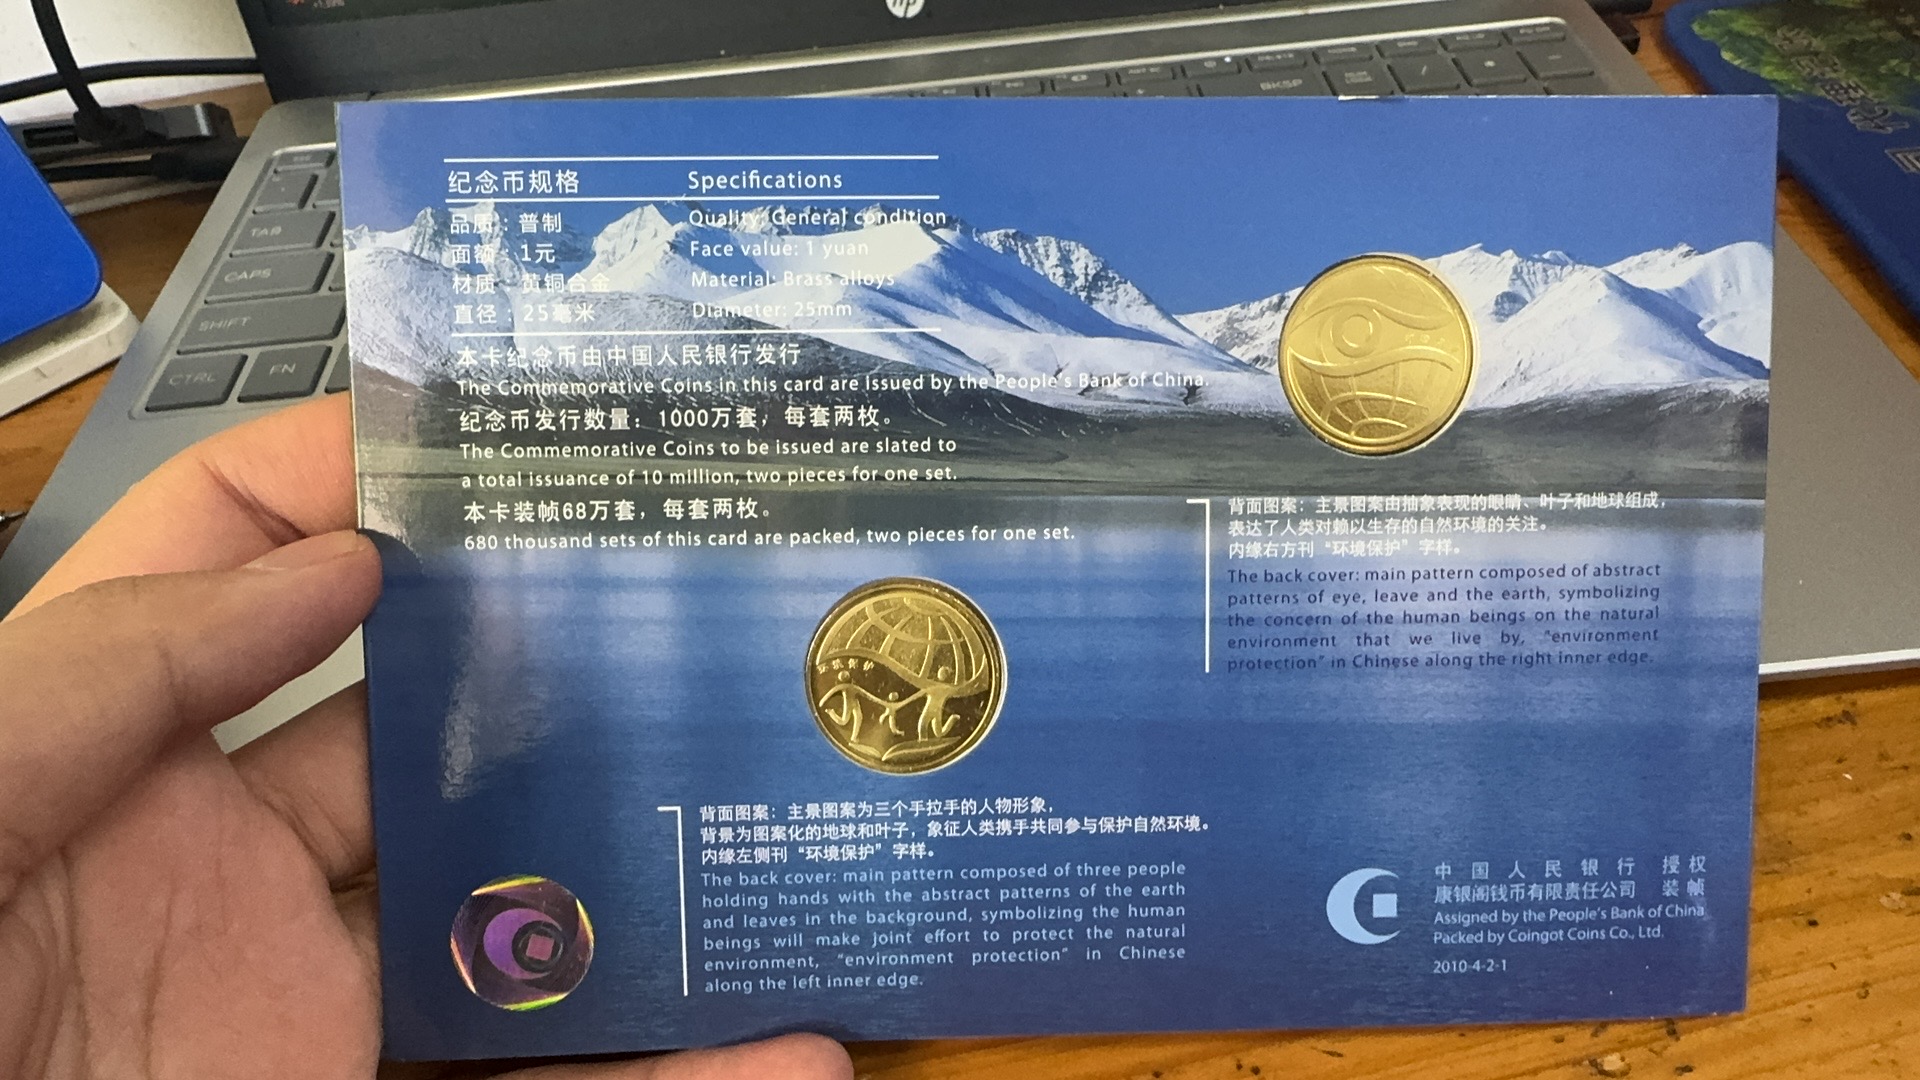 hp
BKSP
TAB
CAPS
SHIFT
CTRL
FN
纪念币规格
Specifications
品质：普制
Quality: General condition
面额：1元
Face value: 1 yuan
材质：黄铜合金
Material: Brass alloys
直径：25毫米
Diameter: 25mm
本卡纪念币由中国人民银行发行
The Commemorative Coins in this card are issued by the People's Bank of China.
纪念币发行数量：1000万套，每套两枚。
The Commemorative Coins to be issued are slated to
a total issuance of 10 million, two pieces for one set.
本卡装帧68万套，每套两枚。
680 thousand sets of this card are packed, two pieces for one set.
背面图案：主景图案由抽象表现的眼睛、叶子和地球组成，
表达了人类对赖以生存的自然环境的关注。
内缘右方刊“环境保护”字样。
The back cover: main pattern composed of abstract
patterns of eye, leave and the earth, symbolizing
the concern of the human beings on the natural
environment that we live by, "environment
protection" in Chinese along the right inner edge.
环境保护
背面图案：主景图案为三个手拉手的人物形象，
背景为图案化的地球和叶子，象征人类携手共同参与保护自然环境。
内缘左侧刊“环境保护”字样。
The back cover: main pattern composed of three people
holding hands with the abstract patterns of the earth
and leaves in the background, symbolizing the human
beings will make joint effort to protect the natural
environment, "environment protection" in Chinese
along the left inner edge.
中国人民银行 授权
康银阁钱币有限责任公司 装帧
Assigned by the People's Bank of China
Packed by Coingot Coins Co., Ltd.
2010-4-2-1